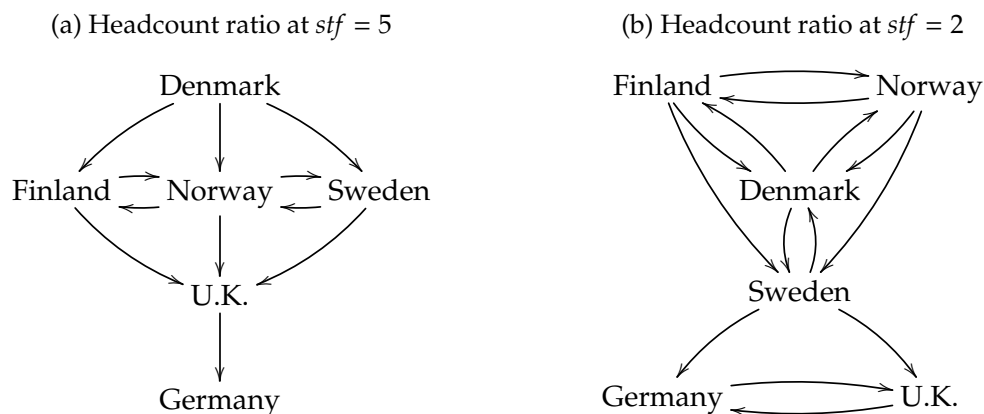 (a) Headcount ratio at stf = 5
Denmark
Finland Norway Sweden
U.K.
Germany
(b) Headcount ratio at stf = 2
Finland Norway
Denmark
Sweden
Germany U.K.